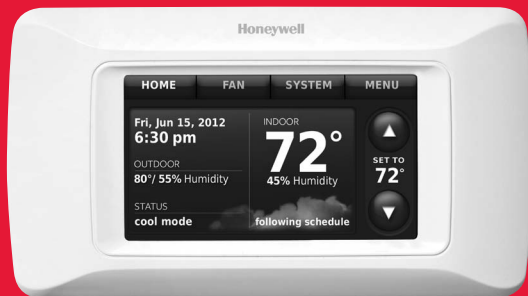 Honeywell
HOME FAN SYSTEM MENU
Fri, Jun 15, 2012
6:30 pm
OUTDOOR
80°/ 55% Humidity
STATUS
cool mode
INDOOR
72°
45% Humidity
following schedule
SET TO
72°